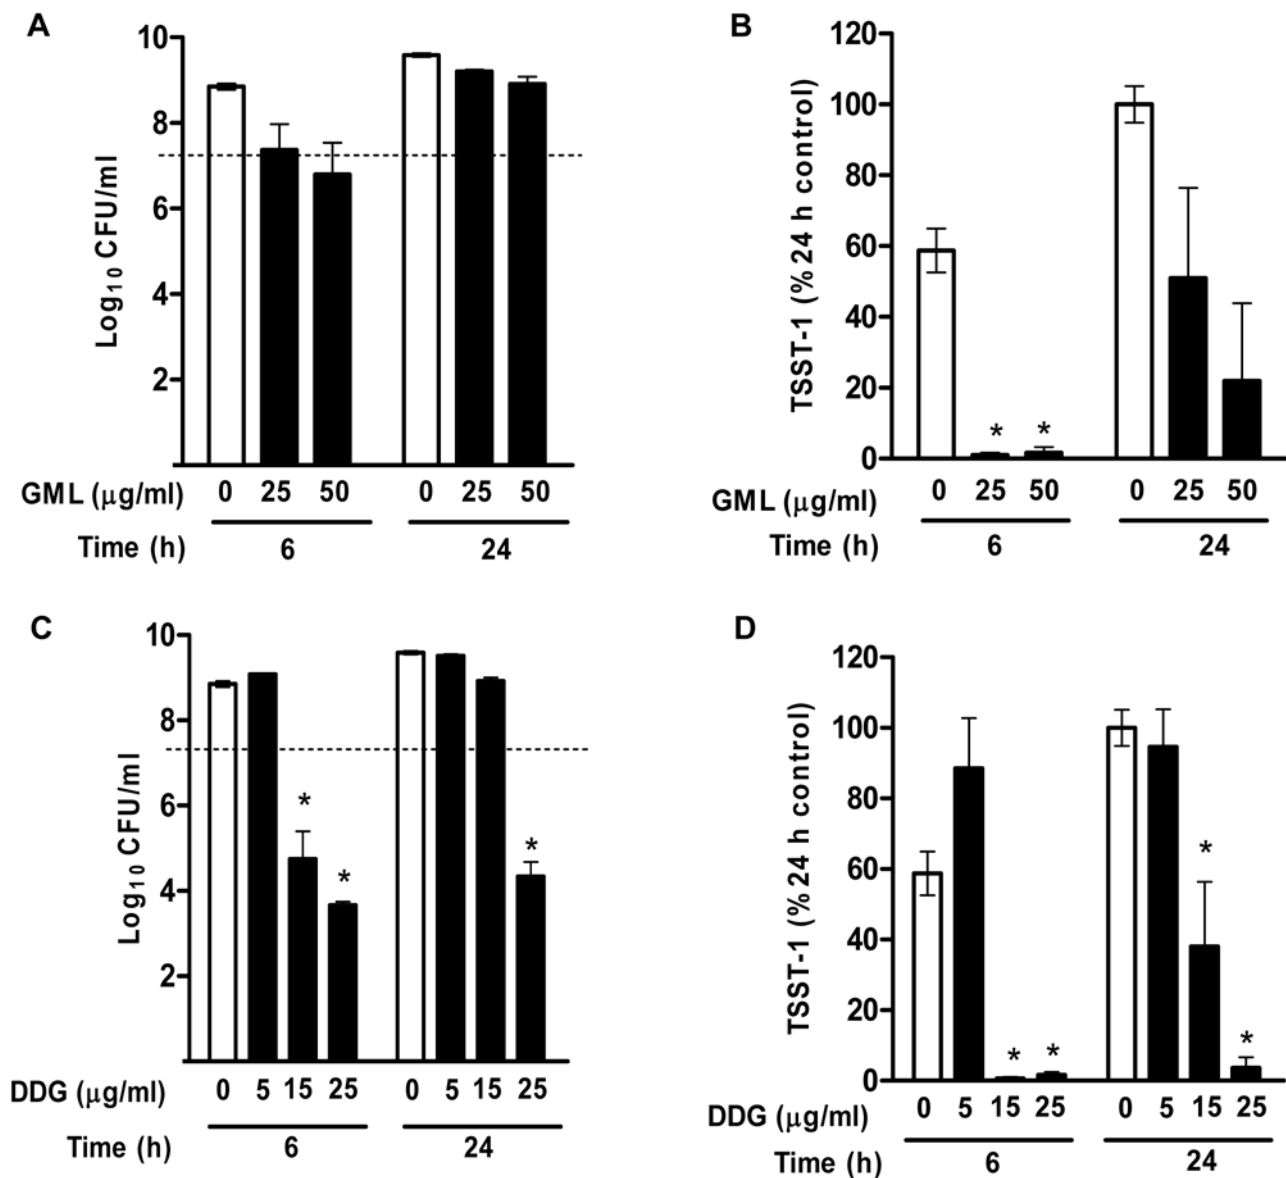 A
10
8
6
4
2
Log10 CFU/ml
GML (μg/ml) 0 25 50 0 25 50
Time (h) 6 24
B
120
100
80
60
40
20
0
TSST-1 (% 24 h control)
* *
GML (μg/ml) 0 25 50 0 25 50
Time (h) 6 24
C
10
8
6
4
2
Log10 CFU/ml
* * *
DDG (μg/ml) 0 5 15 25 0 5 15 25
Time (h) 6 24
D
120
100
80
60
40
20
0
TSST-1 (% 24 h control)
* * * *
DDG (μg/ml) 0 5 15 25 0 5 15 25
Time (h) 6 24